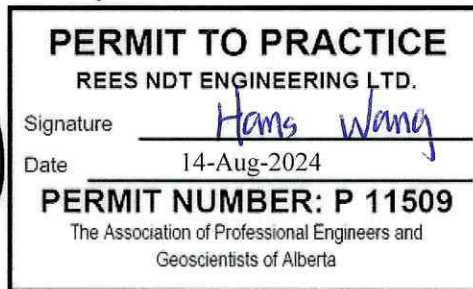 PERMIT TO PRACTICE
REES NDT ENGINEERING LTD.
Signature Hans Wang
Date 14-Aug-2024
PERMIT NUMBER: P 11509
The Association of Professional Engineers and
Geoscientists of Alberta